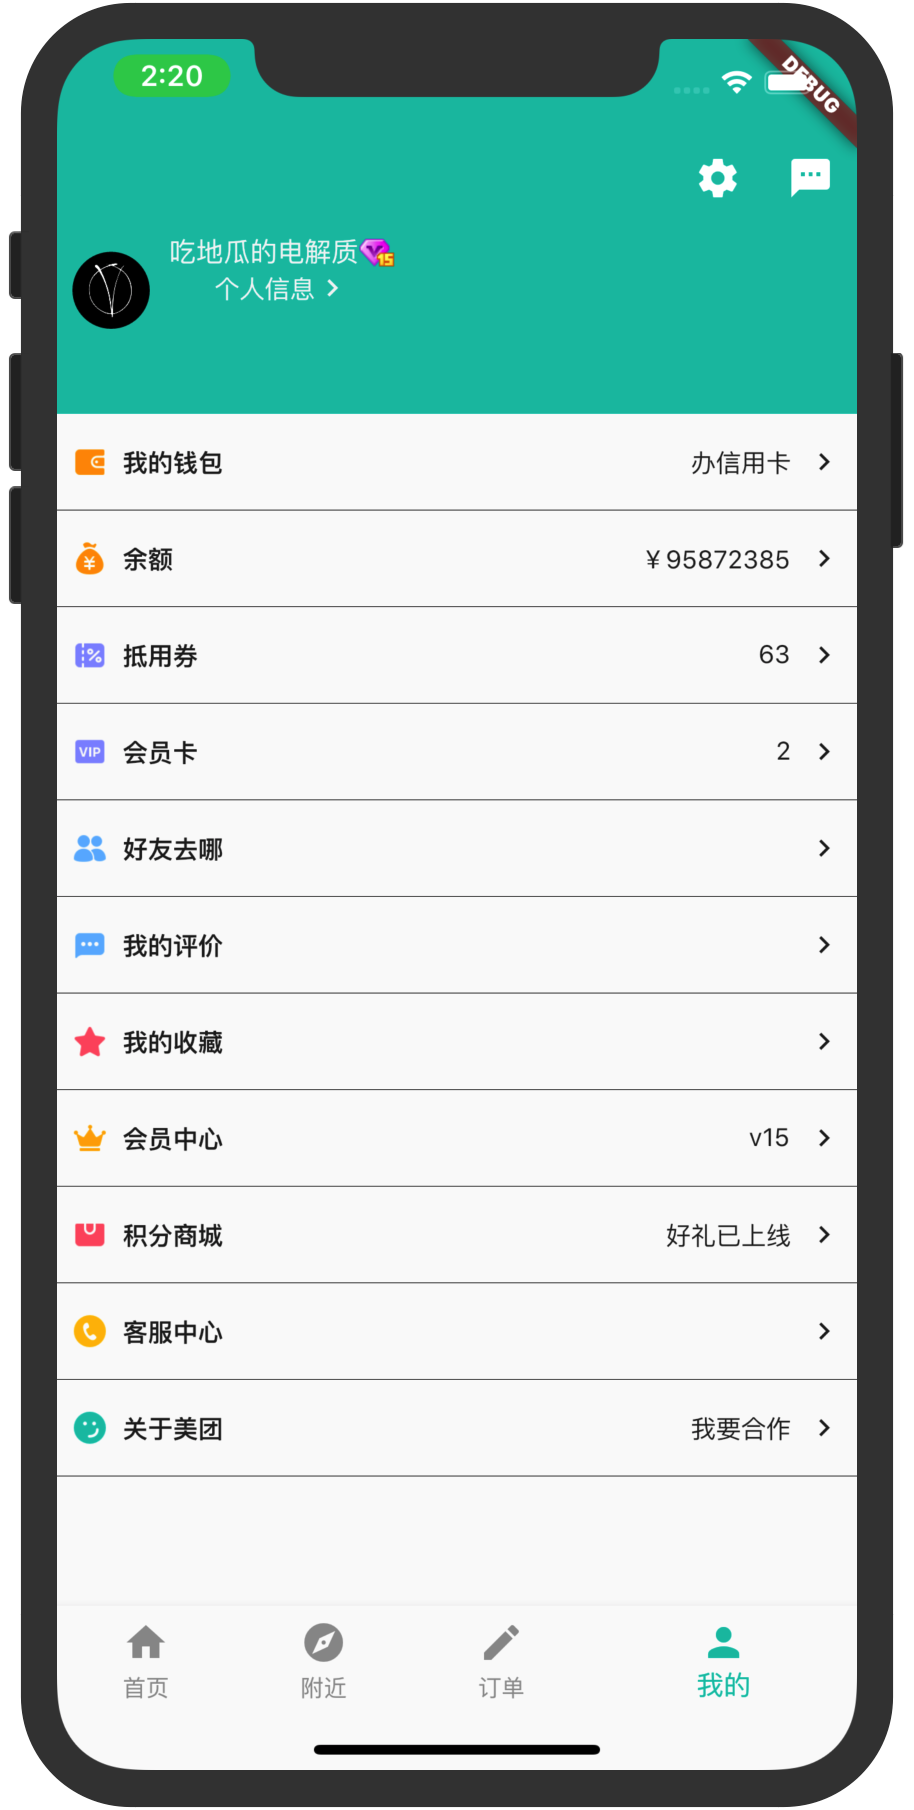 2:20
DEBUG
吃地瓜的电解质
15
个人信息
我的钱包 办信用卡
余额 ￥95872385
抵用券 63
VIP 会员卡 2
好友去哪
我的评价
我的收藏
会员中心 v15
积分商城 好礼已上线
客服中心
关于美团 我要合作
首页 附近 订单 我的